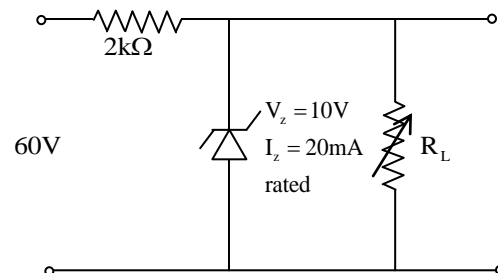 2kΩ
V_z = 10V
60V
I_z = 20mA
R_L
rated